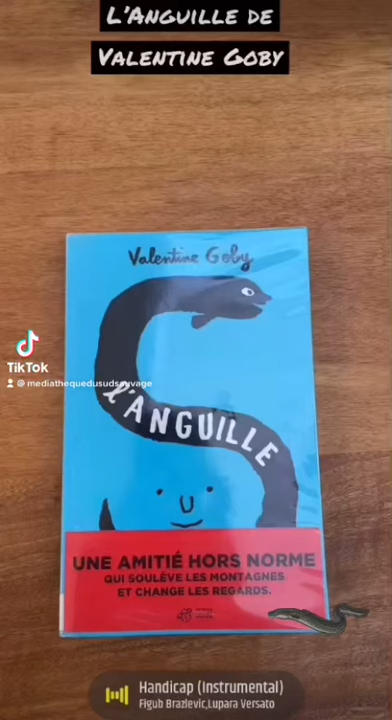 L'ANGUILLE DE
VALENTINE GOBY
Valentine Goby
TikTok
@mediathequedusudsauvage
L'ANGUILLE
UNE AMITIÉ HORS NORME
QUI SOULÈVE LES MONTAGNES
ET CHANGE LES REGARDS.
Handicap (Instrumental)
Figub Brazlevic,Lupara Versato